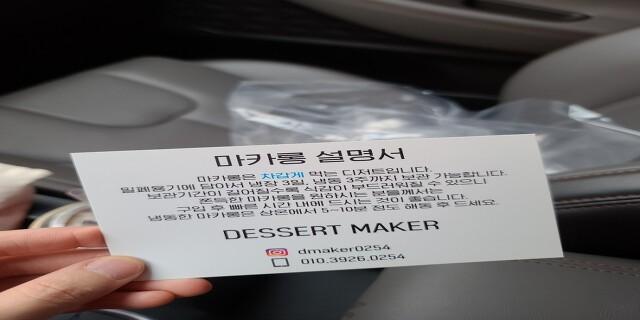 마카롱 설명서
마카롱은 차갑게 먹는 디저트입니다.
밀폐용기에 담아서 냉장 3일, 냉동 3주까지 보관 가능합니다.
보관기간이 길어질수록 식감이 부드러워질 수 있으니
쫀득한 마카롱을 원하시는 분들께서는
구입 후 빠른 시간 내에 드시는 것이 좋습니다.
냉동한 마카롱은 상온에서 5~10분 정도 해동 후 드세요.
DESSERT MAKER
dmaker0254
010.3926.0254